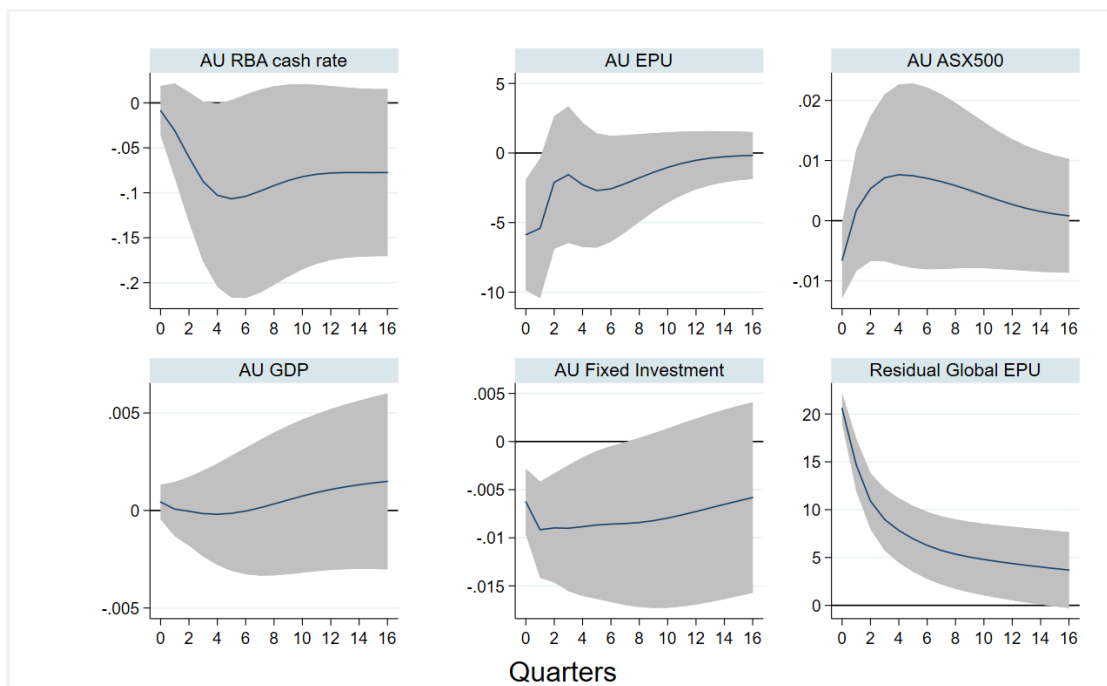 AU RBA cash rate
0
-.05
-.1
-.15
-.2
0 2 4 6 8 10 12 14 16
AU EPU
5
0
-5
-10
0 2 4 6 8 10 12 14 16
AU ASX500
.02
.01
0
-.01
0 2 4 6 8 10 12 14 16
AU GDP
.005
0
-.005
0 2 4 6 8 10 12 14 16
AU Fixed Investment
.005
0
-.005
-.01
-.015
0 2 4 6 8 10 12 14 16
Residual Global EPU
20
15
10
5
0
0 2 4 6 8 10 12 14 16
Quarters